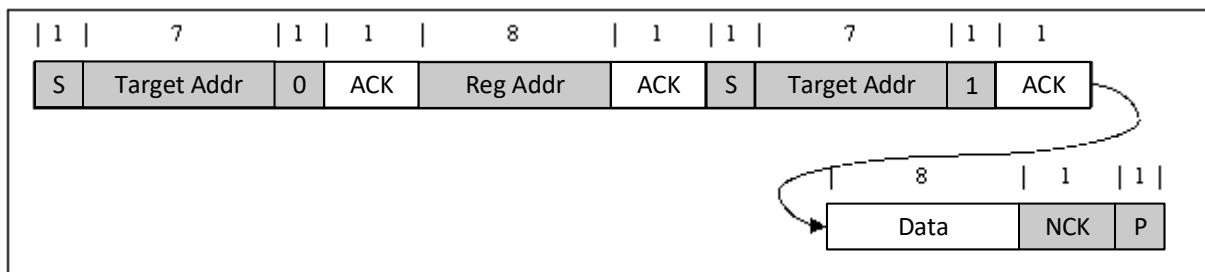 | 1 | 7 | 1 | 1 | 8 | 1 | 1 | 7 | 1 | 1
S Target Addr 0 ACK Reg Addr ACK S Target Addr 1 ACK
| 8 | 1 | 1 |
Data NCK P